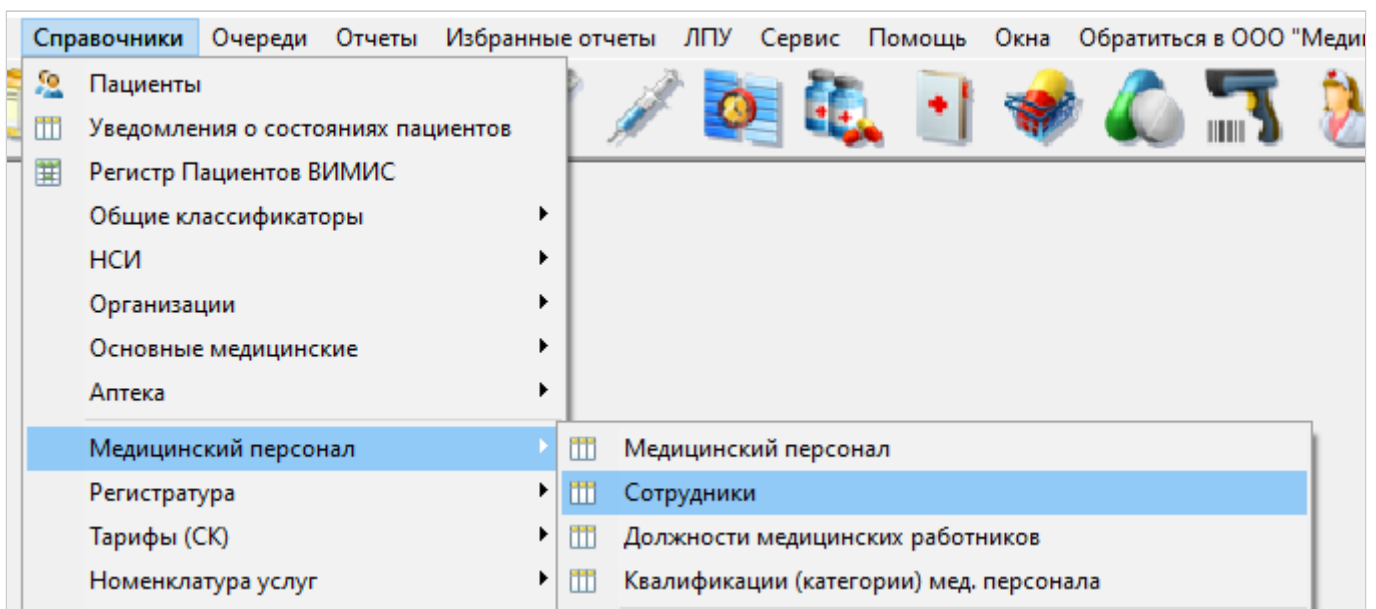 Справочники Очереди Отчеты Избранные отчеты ЛПУ Сервис Помощь Окна Обратиться в ООО "Меди
Пациенты
Уведомления о состояниях пациентов
Регистр Пациентов ВИМИС
Общие классификаторы
НСИ
Организации
Основные медицинские
Аптека
Медицинский персонал
Регистратура
Тарифы (СК)
Номенклатура услуг
Медицинский персонал
Сотрудники
Должности медицинских работников
Квалификации (категории) мед. персонала